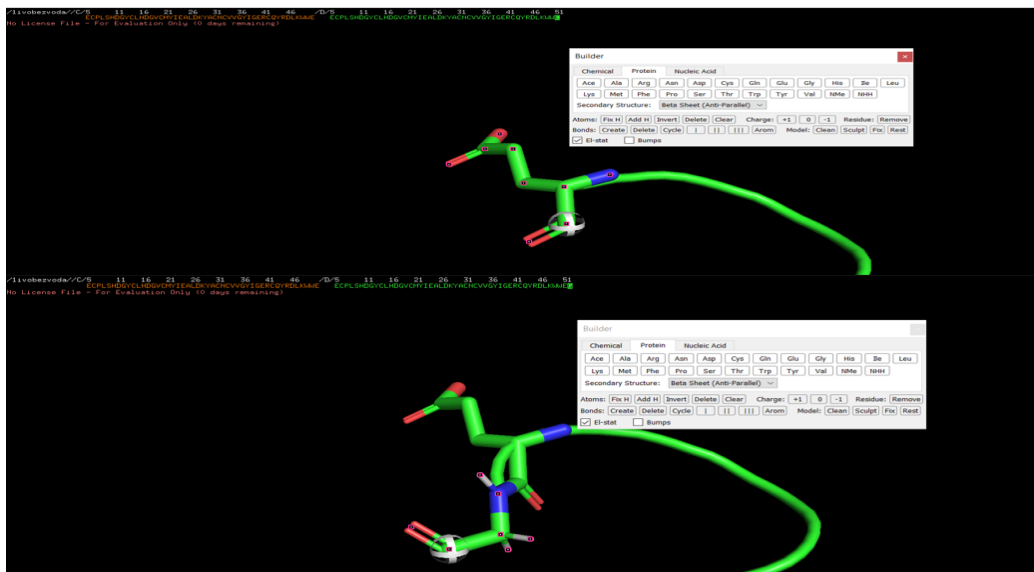 /livobezvoda//C/5 11 16 21 26 31 36 41 46 /D/5 11 16 21 26 31 36 41 46 51
ECPLSHDGYCLHDGVCMYIEALDKYACNCVVGYIGERCQYRDLKWWE ECPLSHDGYCLHDGVCMYIEALDKYACNCVVGYIGERCQYRDLKWWE
No License File - For Evaluation Only (0 days remaining)
Builder
Chemical Protein Nucleic Acid
Ace Ala Arg Asn Asp Cys Gln Glu Gly His Ile Leu
Lys Met Phe Pro Ser Thr Trp Tyr Val NMe NHH
Secondary Structure: Beta Sheet (Anti-Parallel)
Atoms: Fix H Add H Invert Delete Clear Charge: +1 0 -1 Residue: Remove
Bonds: Create Delete Cycle | || ||| Arom Model: Clean Sculpt Fix Rest
El-stat Bumps
/livobezvoda//C/5 11 16 21 26 31 36 41 46 /D/5 11 16 21 26 31 36 41 46 51
ECPLSHDGYCLHDGVCMYIEALDKYACNCVVGYIGERCQYRDLKWWE ECPLSHDGYCLHDGVCMYIEALDKYACNCVVGYIGERCQYRDLKWWEG
No License File - For Evaluation Only (0 days remaining)
Builder
Chemical Protein Nucleic Acid
Ace Ala Arg Asn Asp Cys Gln Glu Gly His Ile Leu
Lys Met Phe Pro Ser Thr Trp Tyr Val NMe NHH
Secondary Structure: Beta Sheet (Anti-Parallel)
Atoms: Fix H Add H Invert Delete Clear Charge: +1 0 -1 Residue: Remove
Bonds: Create Delete Cycle | || ||| Arom Model: Clean Sculpt Fix Rest
El-stat Bumps